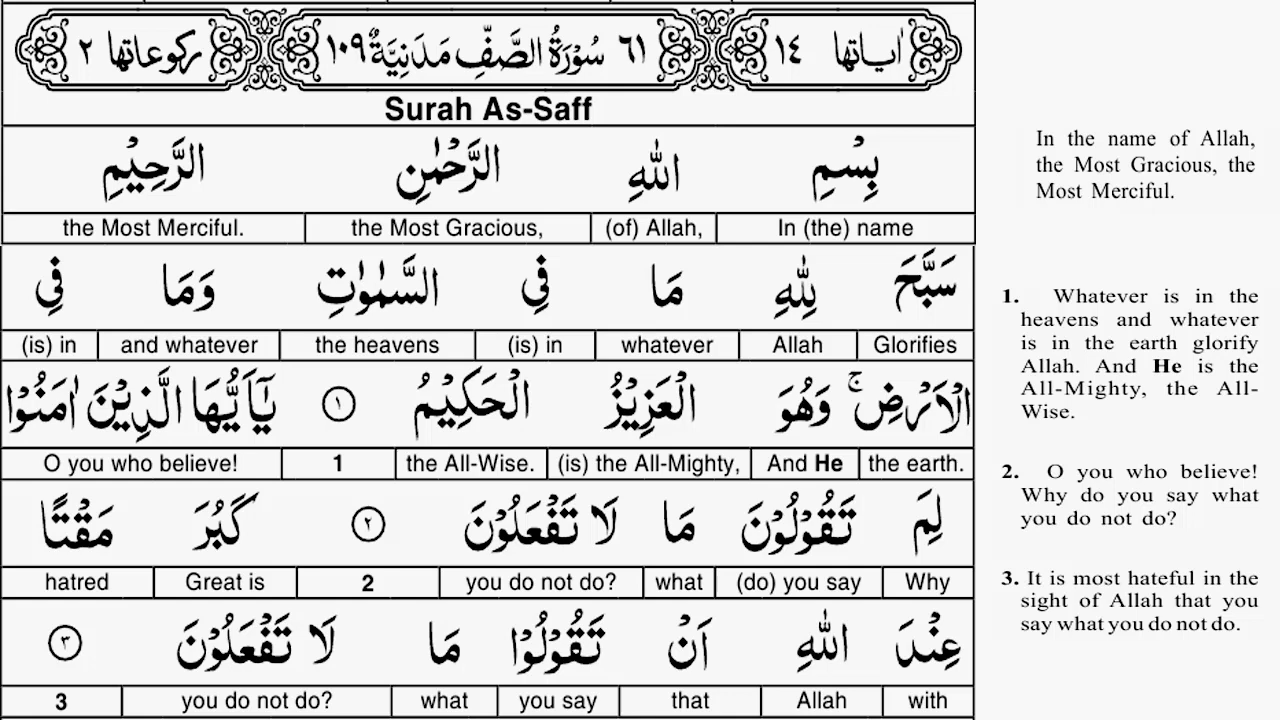 اٰیاتها ١٤ ٦١ سُوْرَةُ الصَّفِّ مَدَنِیَّةٌ ١٠٩ ركوعاتها ٢
Surah As-Saff
بِسْمِ اللّٰهِ الرَّحْمٰنِ الرَّحِیْمِ
In (the) name (of) Allah, the Most Gracious, the Most Merciful.
سَبَّحَ لِلّٰهِ مَا فِی السَّمٰوٰتِ وَمَا فِی
Glorifies Allah whatever (is) in the heavens and whatever (is) in
الْاَرْضِ ۚ وَهُوَ الْعَزِیْزُ الْحَكِیْمُ ١ یٰۤاَیُّهَا الَّذِیْنَ اٰمَنُوْا
the earth. And He (is) the All-Mighty, the All-Wise. 1 O you who believe!
لِمَ تَقُوْلُوْنَ مَا لَا تَفْعَلُوْنَ ٢ كَبُرَ مَقْتًا
Why (do) you say what you do not do? 2 Great is hatred
عِنْدَ اللّٰهِ اَنْ تَقُوْلُوْا مَا لَا تَفْعَلُوْنَ ٣
with Allah that you say what you do not do? 3
In the name of Allah,
the Most Gracious, the
Most Merciful.
1. Whatever is in the
heavens and whatever
is in the earth glorify
Allah. And He is the
All-Mighty, the All-
Wise.
2. O you who believe!
Why do you say what
you do not do?
3. It is most hateful in the
sight of Allah that you
say what you do not do.